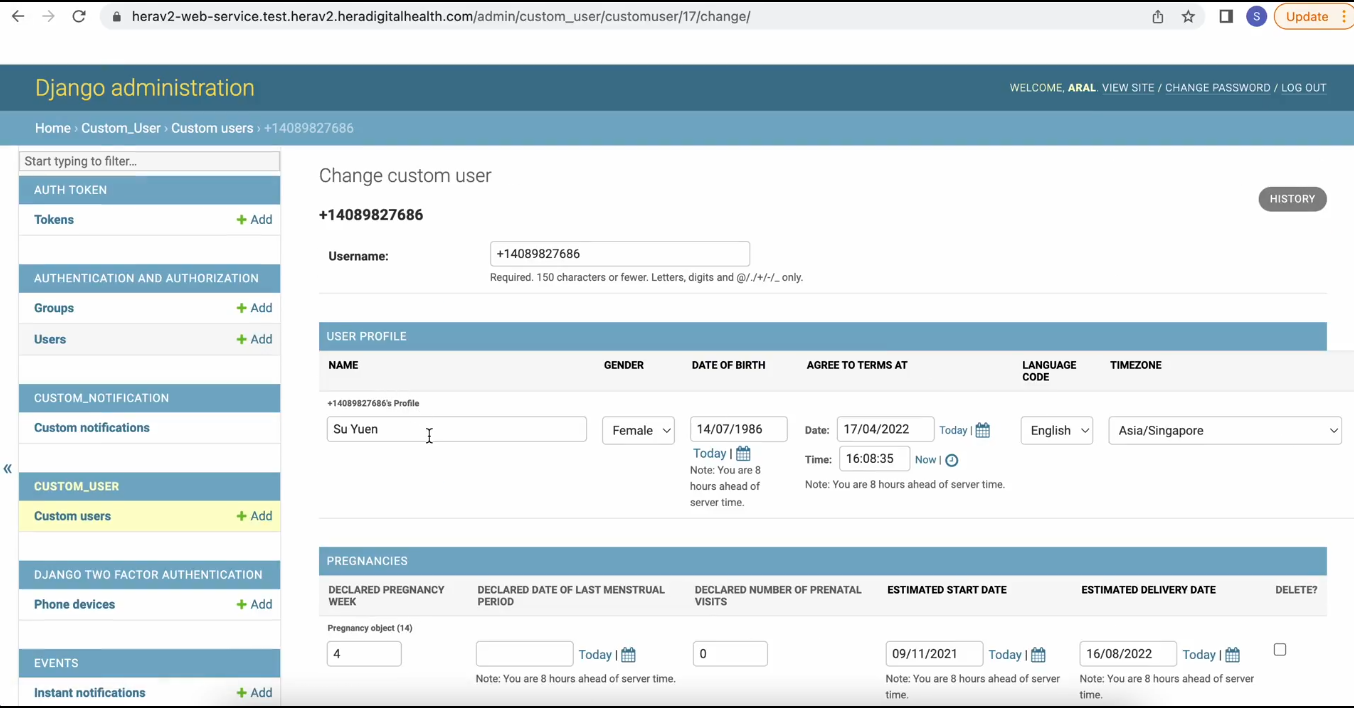 herav2-web-service.test.herav2.heradigitalhealth.com/admin/custom_user/customuser/17/change/
S
Update
Django administration
WELCOME, ARAL. VIEW SITE / CHANGE PASSWORD / LOG OUT
Home › Custom_User › Custom users › +14089827686
Start typing to filter...
AUTH TOKEN
Tokens
+ Add
AUTHENTICATION AND AUTHORIZATION
Groups
+ Add
Users
+ Add
CUSTOM_NOTIFICATION
Custom notifications
CUSTOM_USER
Custom users
+ Add
DJANGO TWO FACTOR AUTHENTICATION
Phone devices
+ Add
EVENTS
Instant notifications
+ Add
«
Change custom user
HISTORY
+14089827686
Username:
+14089827686
Required. 150 characters or fewer. Letters, digits and @/./+/-/_ only.
USER PROFILE
NAME
GENDER
DATE OF BIRTH
AGREE TO TERMS AT
LANGUAGE
CODE
TIMEZONE
+14089827686's Profile
Su Yuen
Female
14/07/1986
Today |
Note: You are 8
hours ahead of
server time.
Date:
17/04/2022
Today |
Time:
16:08:35
Now |
Note: You are 8 hours ahead of server time.
English
Asia/Singapore
PREGNANCIES
DECLARED PREGNANCY
WEEK
DECLARED DATE OF LAST MENSTRUAL
PERIOD
DECLARED NUMBER OF PRENATAL
VISITS
ESTIMATED START DATE
ESTIMATED DELIVERY DATE
DELETE?
Pregnancy object (14)
4
Today |
Note: You are 8 hours ahead of server time.
0
09/11/2021
Today |
Note: You are 8 hours ahead of server
time.
16/08/2022
Today |
Note: You are 8 hours ahead of server
time.